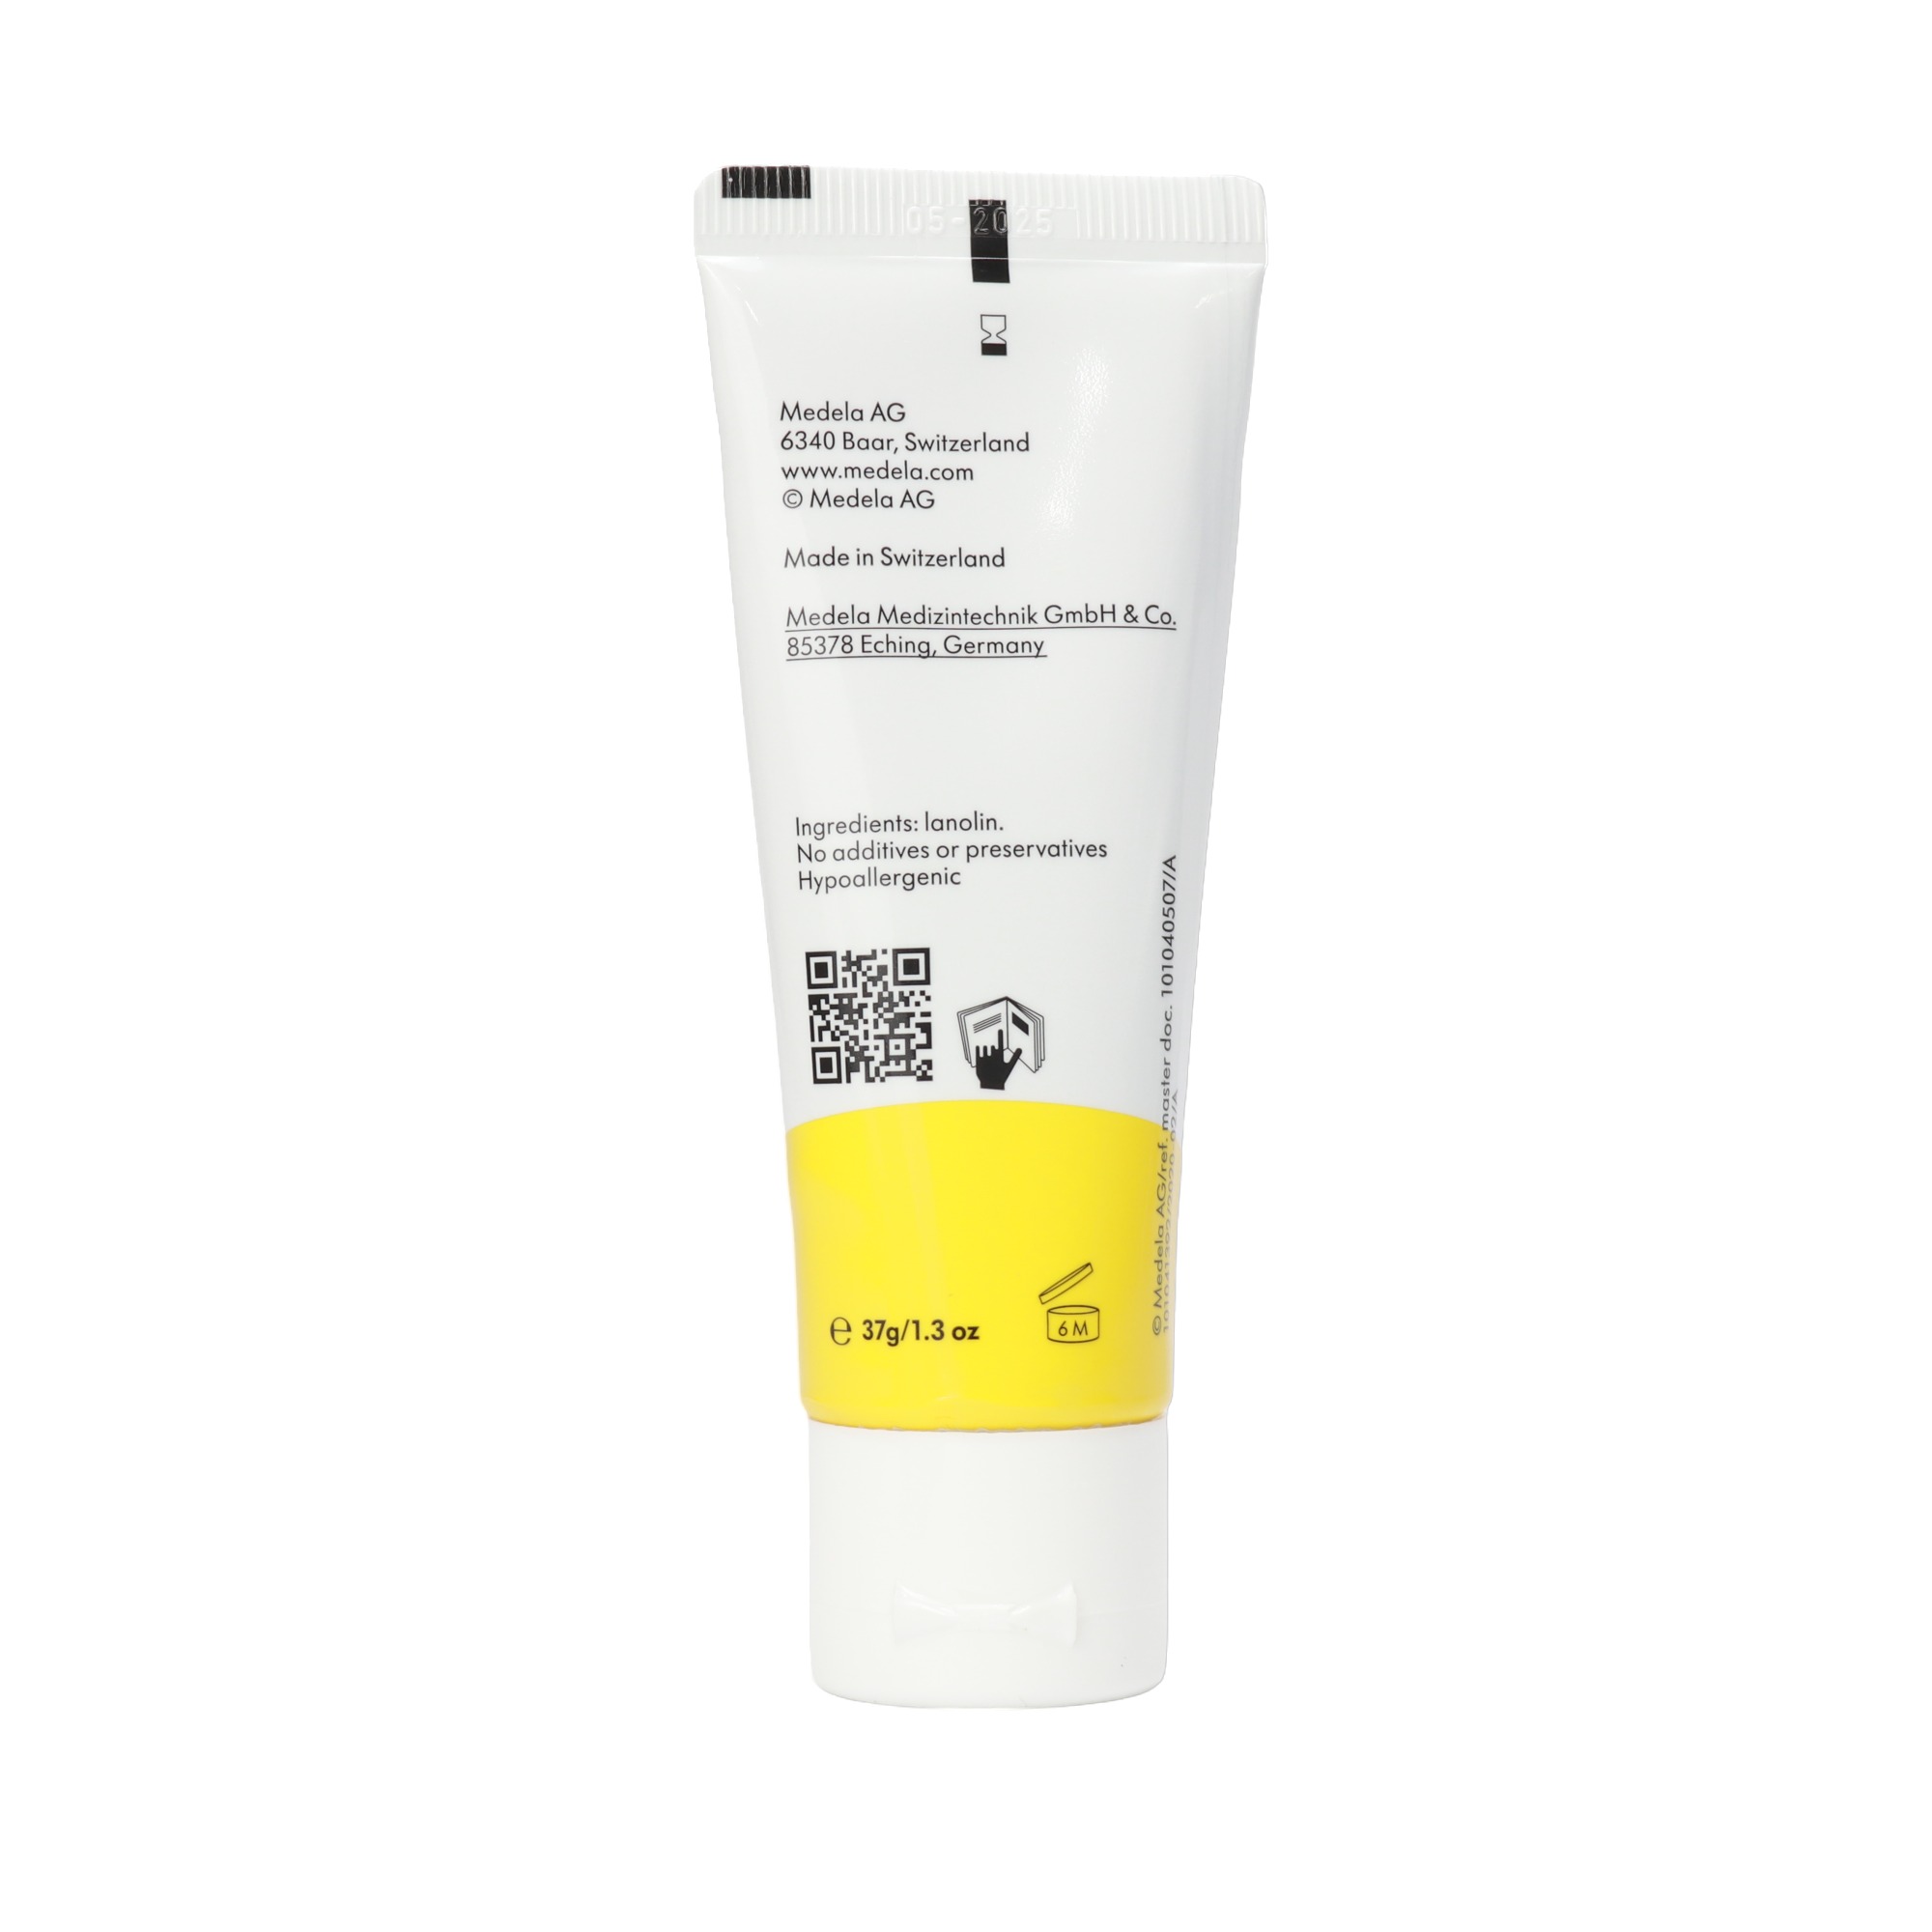 05-2025
Medela AG
6340 Baar, Switzerland
www.medela.com
© Medela AG
Made in Switzerland
Medela Medizintechnik GmbH & Co.
85378 Eching, Germany
Ingredients: lanolin.
No additives or preservatives
Hypoallergenic
℮ 37g/1.3 oz
6 M
© Medela AG/ref. master doc. 101040507/A